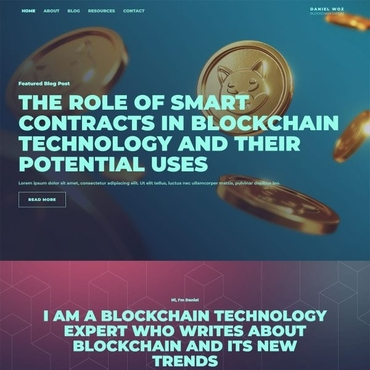 HOME ABOUT BLOG RESOURCES CONTACT
DANIEL WOZ
Featured Blog Post
THE ROLE OF SMART
CONTRACTS IN BLOCKCHAIN
TECHNOLOGY AND THEIR
POTENTIAL USES
Lorem ipsum dolor sit amet, consectetur adipiscing elit. Ut elit tellus, luctus nec ullamcorper mattis, pulvinar dapibus leo.
READ MORE
Hi, I'm Daniel
I AM A BLOCKCHAIN TECHNOLOGY
EXPERT WHO WRITES ABOUT
BLOCKCHAIN AND ITS NEW
TRENDS